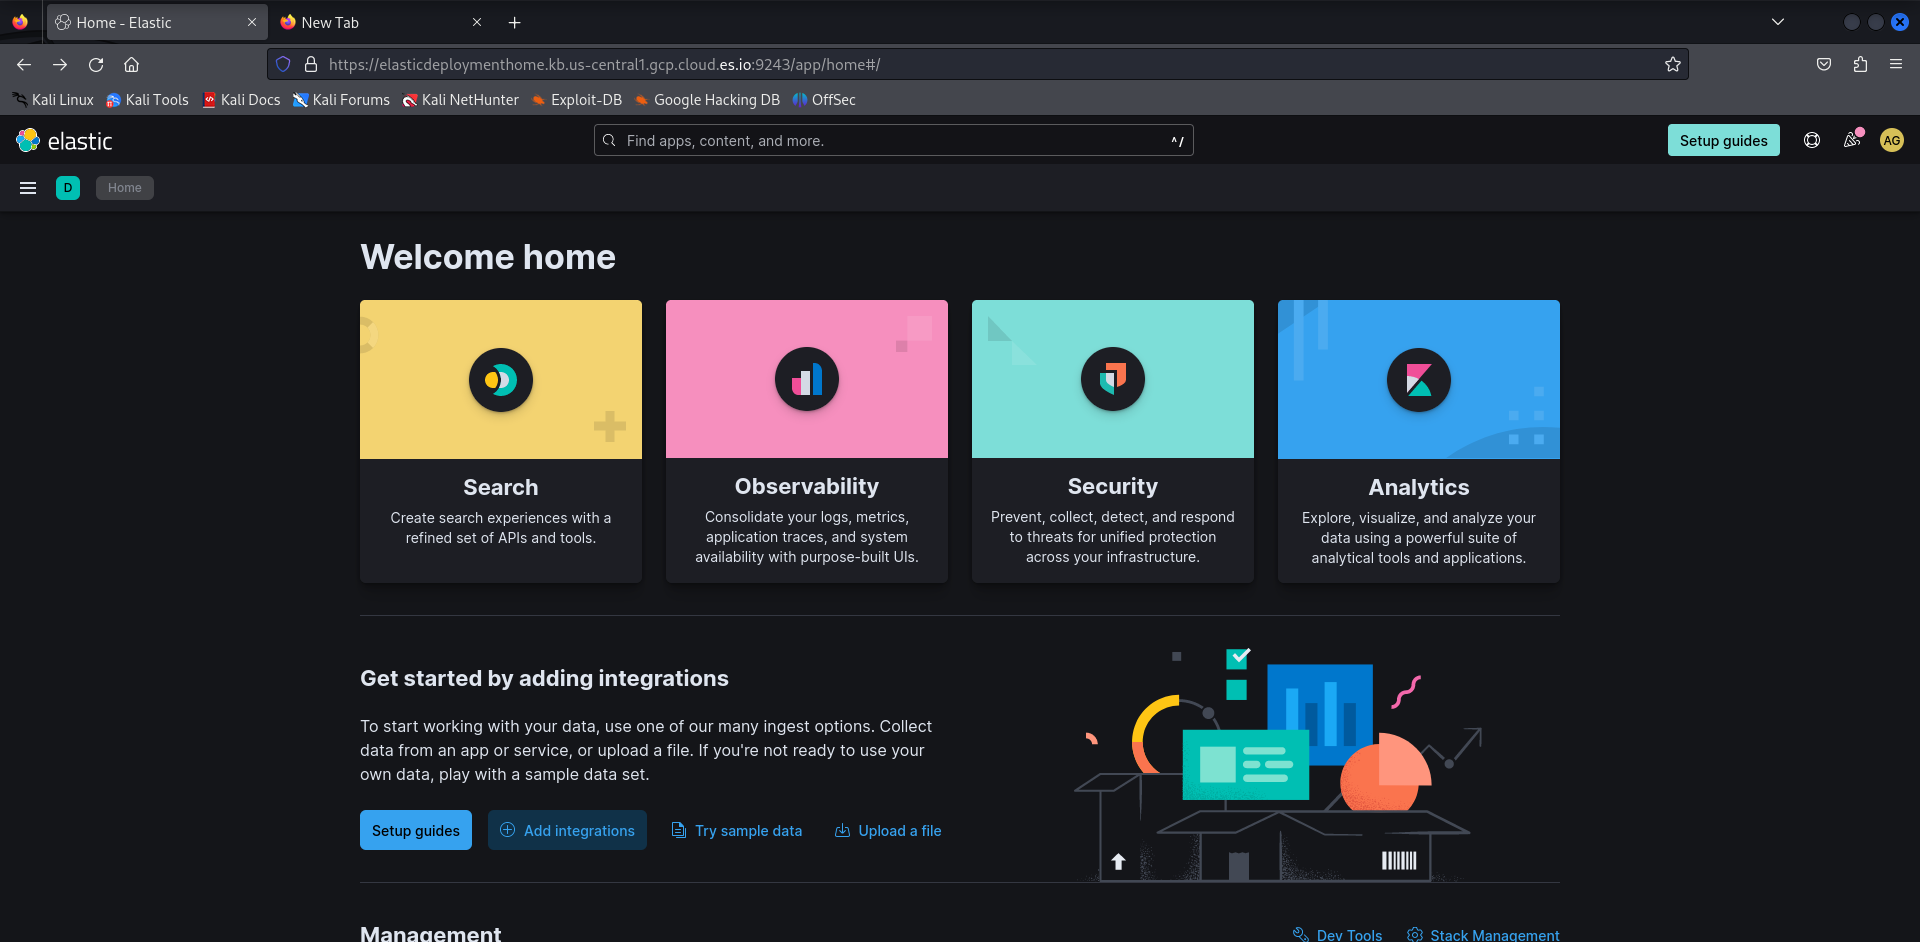 Home - Elastic
New Tab
https://elasticdeploymenthome.kb.us-central1.gcp.cloud.es.io:9243/app/home#/
Kali Linux Kali Tools Kali Docs Kali Forums Kali NetHunter Exploit-DB Google Hacking DB OffSec
elastic
Find apps, content, and more. ^/
Setup guides
AG
D
Home
Welcome home
Search
Create search experiences with a
refined set of APIs and tools.
Observability
Consolidate your logs, metrics,
application traces, and system
availability with purpose-built UIs.
Security
Prevent, collect, detect, and respond
to threats for unified protection
across your infrastructure.
Analytics
Explore, visualize, and analyze your
data using a powerful suite of
analytical tools and applications.
Get started by adding integrations
To start working with your data, use one of our many ingest options. Collect
data from an app or service, or upload a file. If you're not ready to use your
own data, play with a sample data set.
Setup guides Add integrations Try sample data Upload a file
Management
Dev Tools Stack Management